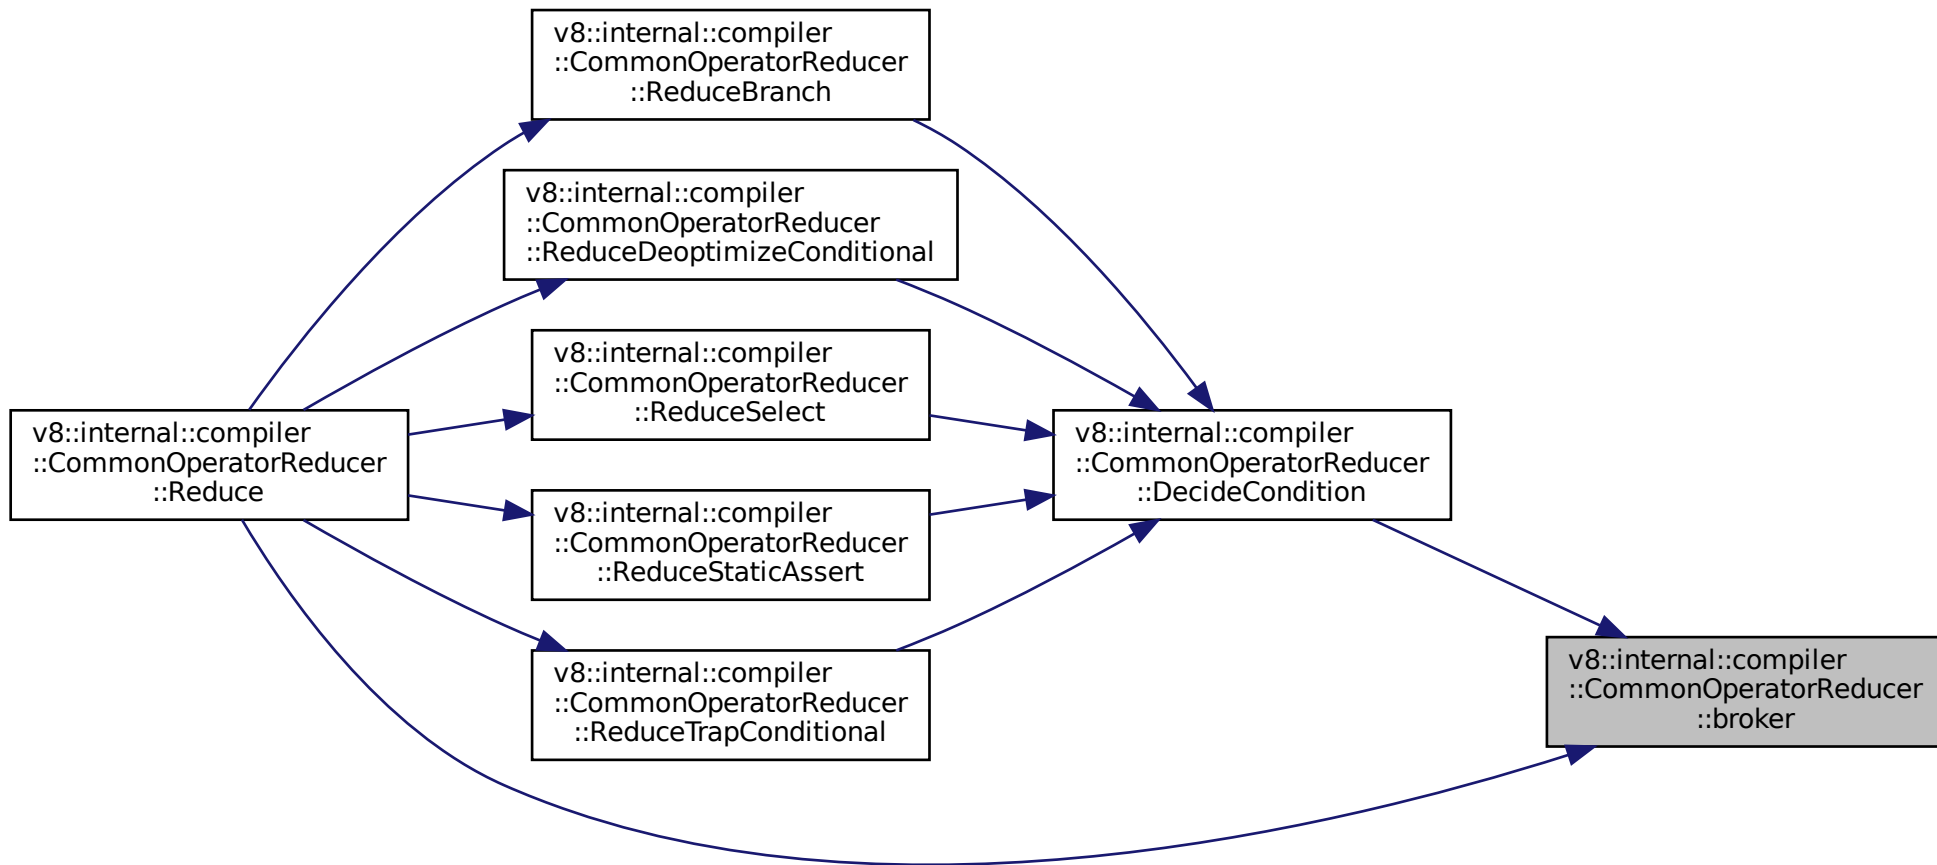 v8::internal::compiler
::CommonOperatorReducer
::ReduceBranch
v8::internal::compiler
::CommonOperatorReducer
::ReduceDeoptimizeConditional
v8::internal::compiler
::CommonOperatorReducer
::ReduceSelect
v8::internal::compiler
::CommonOperatorReducer
::Reduce
v8::internal::compiler
::CommonOperatorReducer
::DecideCondition
v8::internal::compiler
::CommonOperatorReducer
::ReduceStaticAssert
v8::internal::compiler
::CommonOperatorReducer
::ReduceTrapConditional
v8::internal::compiler
::CommonOperatorReducer
::broker